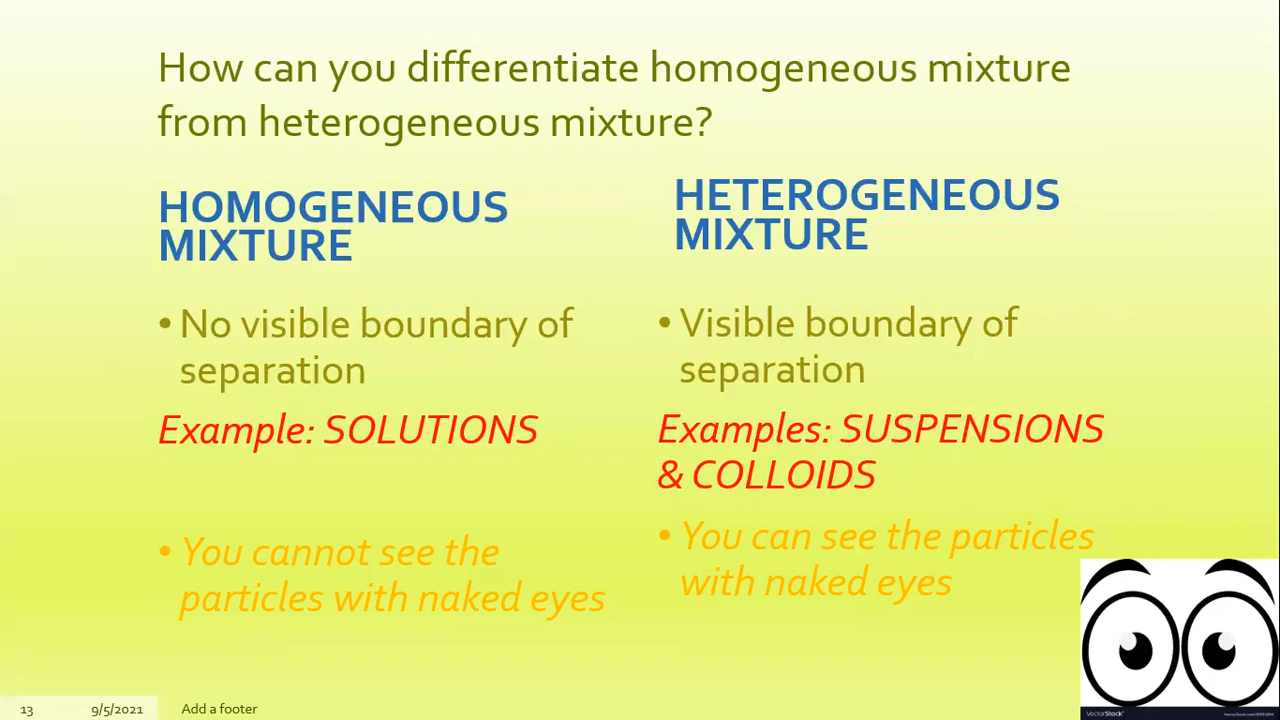 How can you differentiate homogeneous mixture
from heterogeneous mixture?
HOMOGENEOUS
MIXTURE
• No visible boundary of
separation
Example: SOLUTIONS
• You cannot see the
particles with naked eyes
HETEROGENEOUS
MIXTURE
• Visible boundary of
separation
Examples: SUSPENSIONS
& COLLOIDS
• You can see the particles
with naked eyes
VectorStock
13 9/5/2021 Add a footer